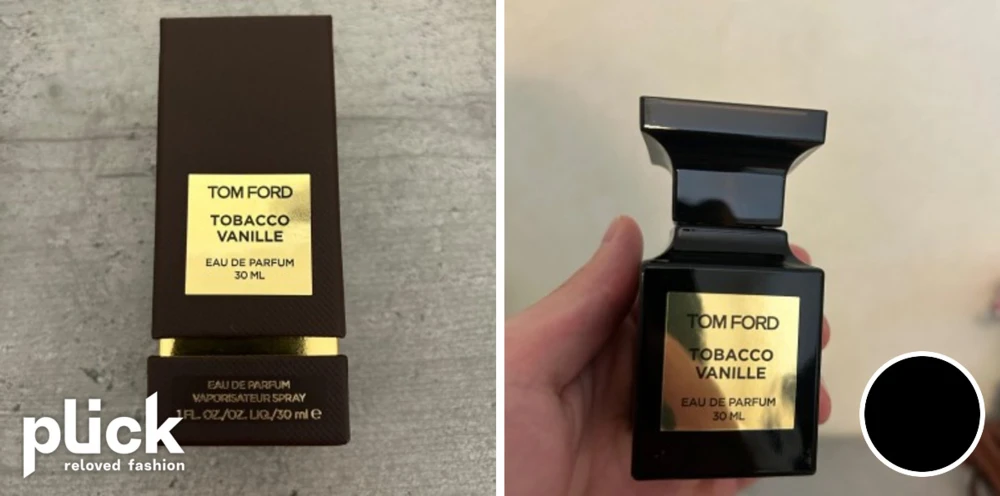 TOM FORD
TOBACCO
VANILLE
EAU DE PARFUM
30 ML
EAU DE PARFUM
VAPORISATEUR SPRAY
1 FL. OZ./OZ. LIQ./30 ml ℮
plick
reloved fashion
TOM FORD
TOBACCO
VANILLE
EAU DE PARFUM
30 ML